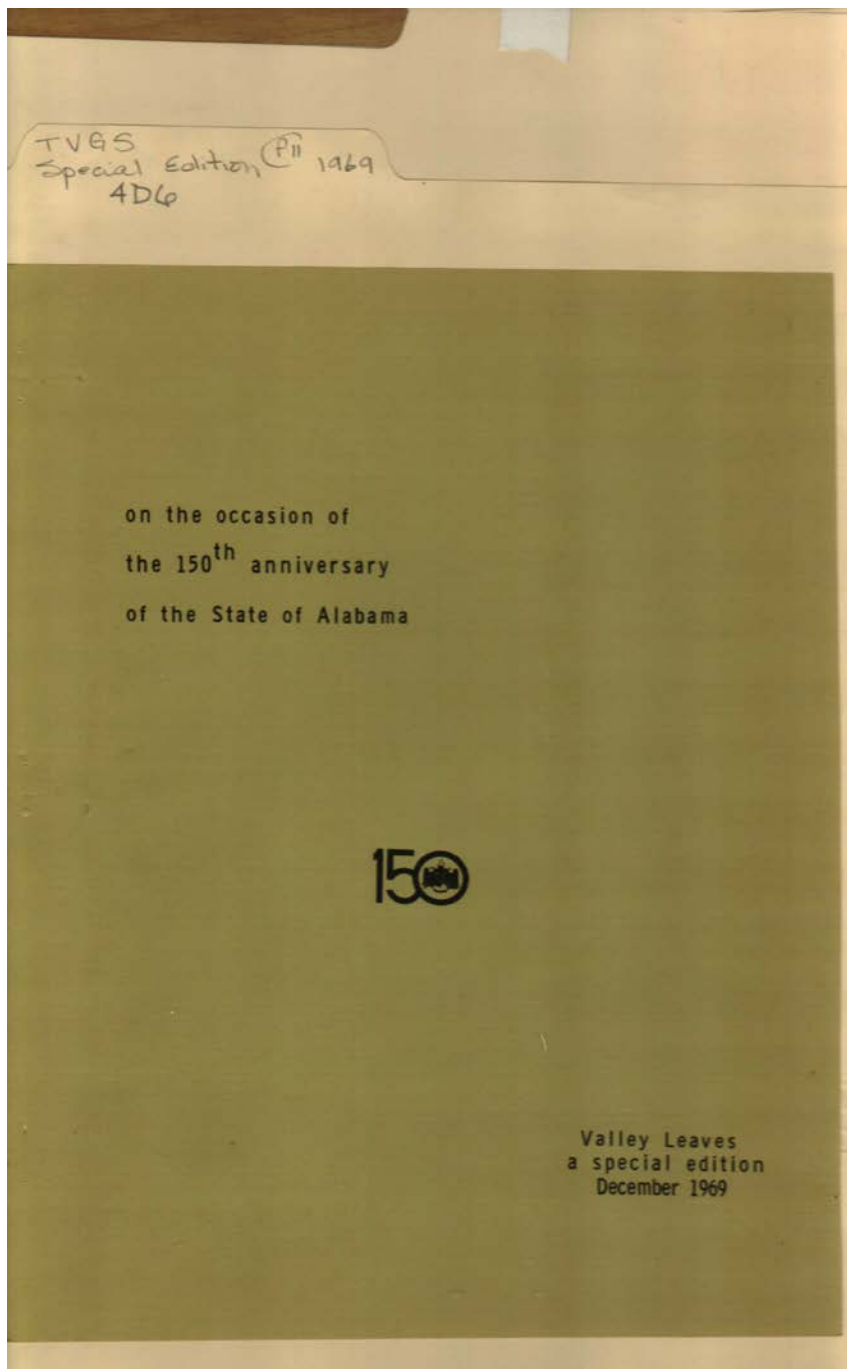 TVGS
Special Edition P11 1969
4D6
on the occasion of
the 150th anniversary
of the State of Alabama
150
Valley Leaves
a special edition
December 1969